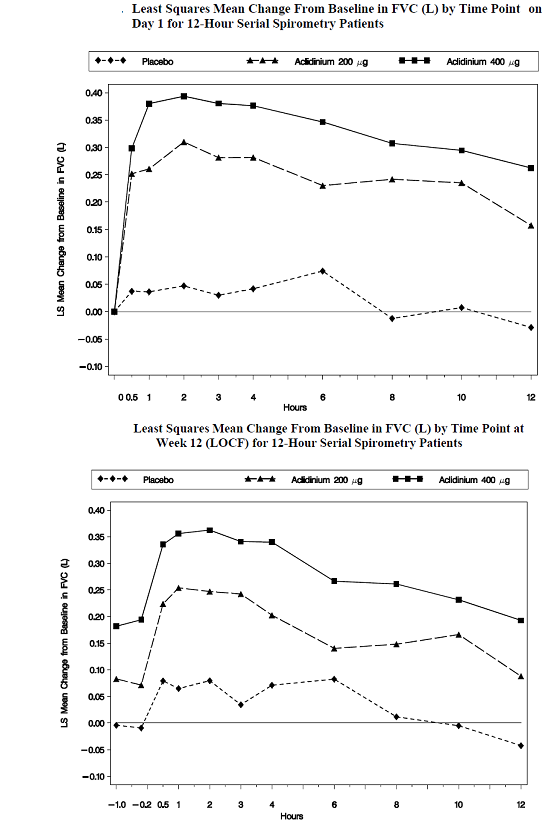 . Least Squares Mean Change From Baseline in FVC (L) by Time Point on
Day 1 for 12-Hour Serial Spirometry Patients
Placebo Aclidinium 200 μg Aclidinium 400 μg
LS Mean Change from Baseline in FVC (L)
0.40
0.35
0.30
0.25
0.20
0.15
0.10
0.05
0.00
−0.05
−0.10
0 0.5 1 2 3 4 6 8 10 12
Hours
Least Squares Mean Change From Baseline in FVC (L) by Time Point at
Week 12 (LOCF) for 12-Hour Serial Spirometry Patients
Placebo Aclidinium 200 μg Aclidinium 400 μg
LS Mean Change from Baseline in FVC (L)
0.40
0.35
0.30
0.25
0.20
0.15
0.10
0.05
0.00
−0.05
−0.10
−1.0 −0.2 0.5 1 2 3 4 6 8 10 12
Hours